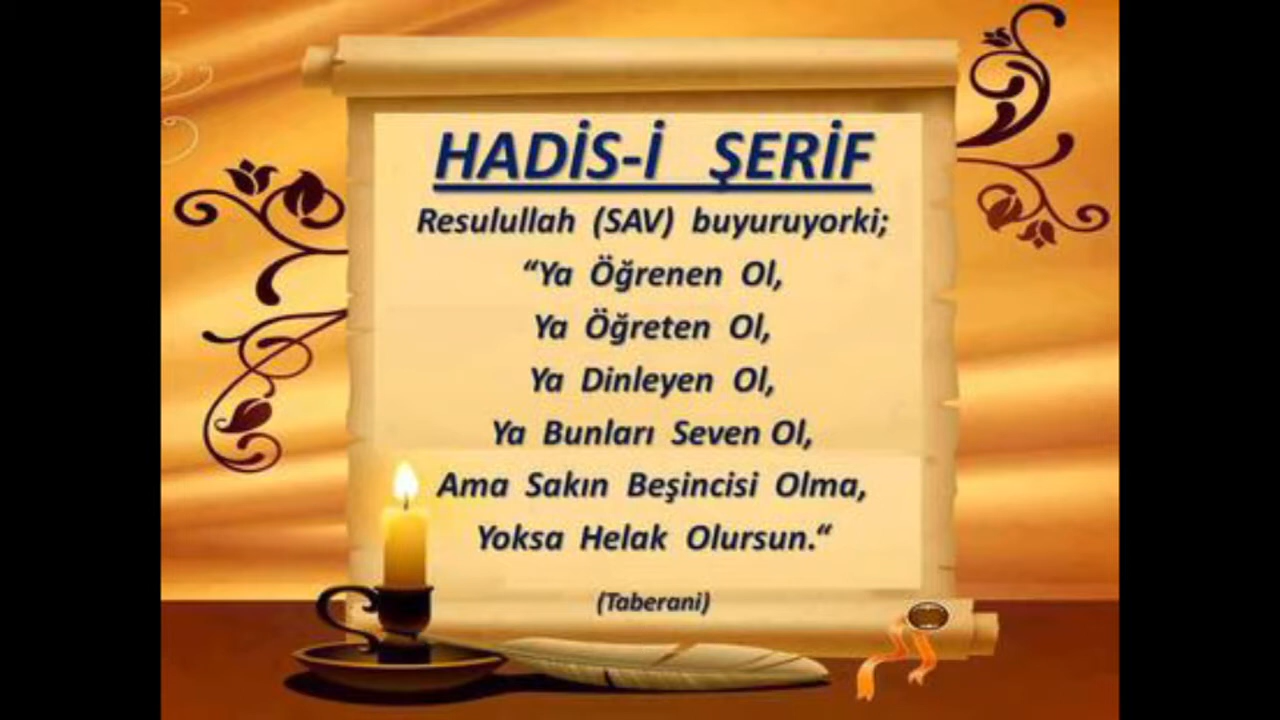 HADİS-İ ŞERİF
Resulullah (SAV) buyuruyorki;
“Ya Öğrenen Ol,
Ya Öğreten Ol,
Ya Dinleyen Ol,
Ya Bunları Seven Ol,
Ama Sakın Beşincisi Olma,
Yoksa Helak Olursun.“
(Taberani)